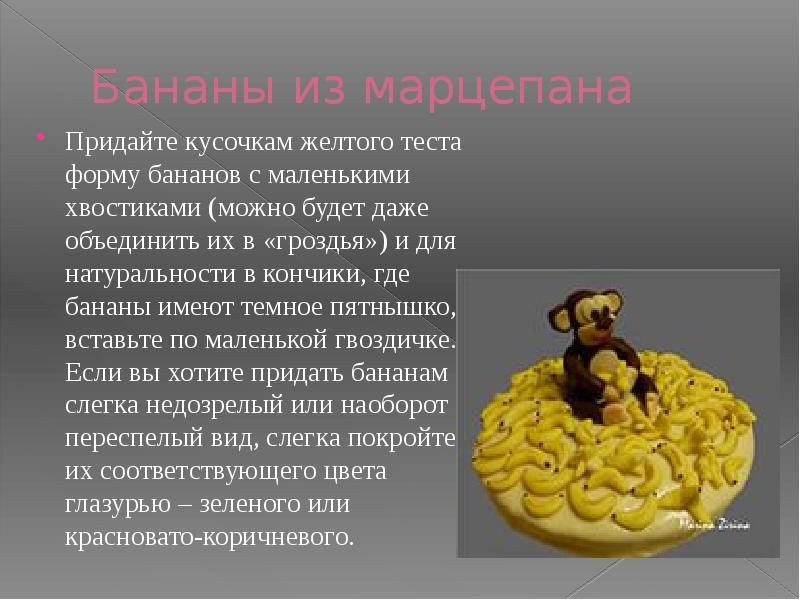 Бананы из марцепана
Придайте кусочкам желтого теста
форму бананов с маленькими
хвостиками (можно будет даже
объединить их в «гроздья») и для
натуральности в кончики, где
бананы имеют темное пятнышко,
вставьте по маленькой гвоздичке.
Если вы хотите придать бананам
слегка недозрелый или наоборот
переспелый вид, слегка покройте
их соответствующего цвета
глазурью – зеленого или
красновато-коричневого.
Marina Zirina